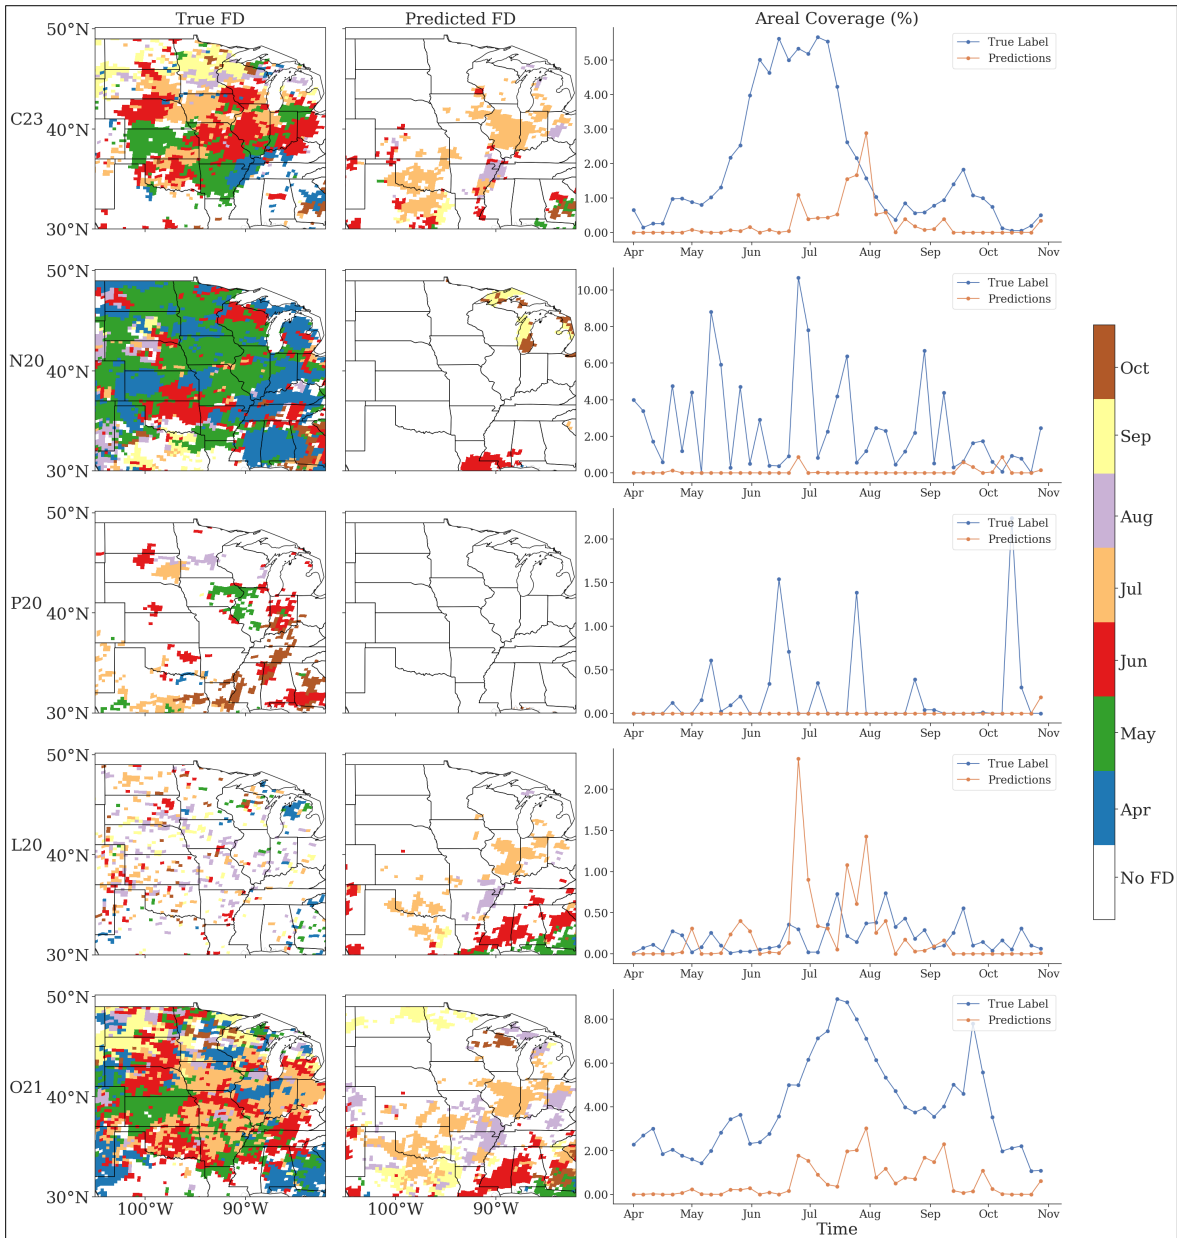 True FD Predicted FD Areal Coverage (%)
C23
50°N
40°N
30°N
5.00
4.00
3.00
2.00
1.00
0.00
True Label
Predictions
Apr May Jun Jul Aug Sep Oct Nov
N20
50°N
40°N
30°N
10.00
8.00
6.00
4.00
2.00
0.00
True Label
Predictions
Apr May Jun Jul Aug Sep Oct Nov
P20
50°N
40°N
30°N
2.00
1.50
1.00
0.50
0.00
True Label
Predictions
Apr May Jun Jul Aug Sep Oct Nov
L20
50°N
40°N
30°N
2.00
1.50
1.00
0.50
0.00
True Label
Predictions
Apr May Jun Jul Aug Sep Oct Nov
O21
50°N
40°N
30°N
100°W 90°W 100°W 90°W
8.00
6.00
4.00
2.00
0.00
True Label
Predictions
Apr May Jun Jul Aug Sep Oct Nov
Time
Oct
Sep
Aug
Jul
Jun
May
Apr
No FD